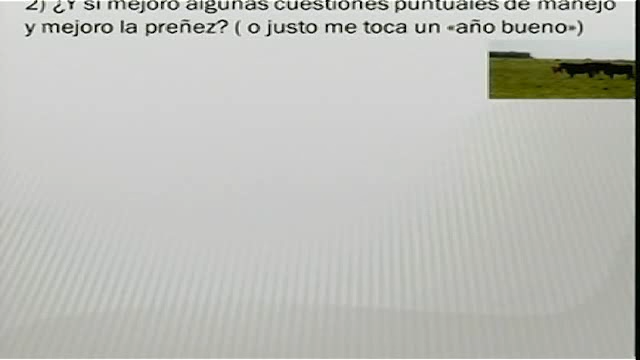 2) ¿Y si mejoro algunas cuestiones puntuales de manejo
y mejoro la preñez? ( o justo me toca un «año bueno»)